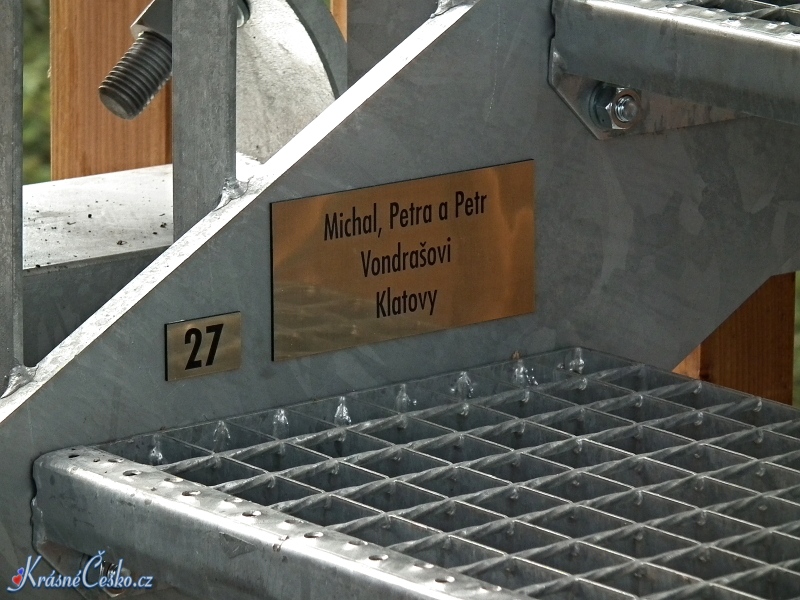 Michal, Petra a Petr
Vondrašovi
Klatovy
27
KrásnéČesko.cz